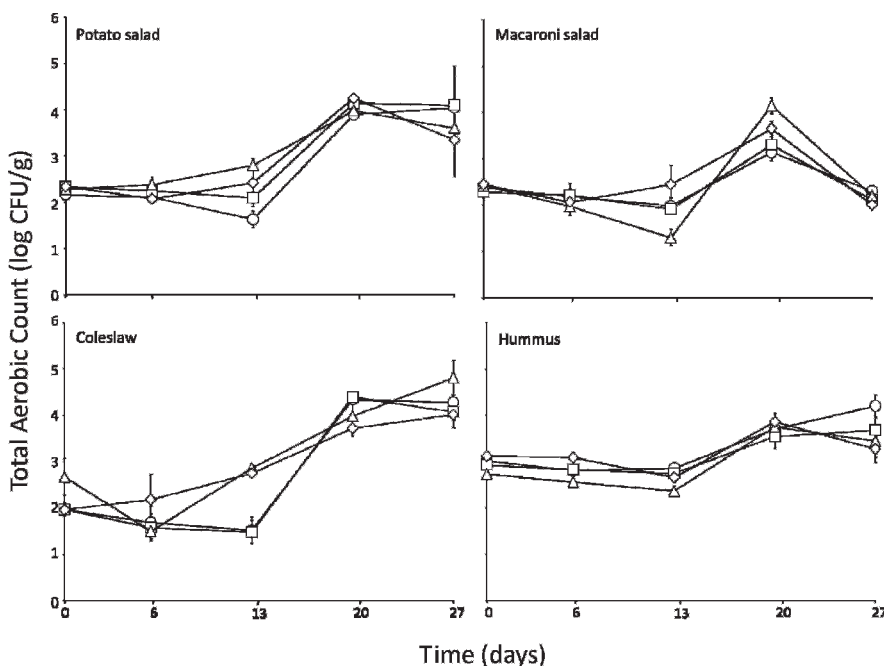 Total Aerobic Count (log CFU/g)
6
5
4
3
2
1
0
Potato salad
Macaroni salad
6
5
4
3
2
1
0
Coleslaw
Hummus
0 6 13 20 27
0 6 13 20 27
Time (days)